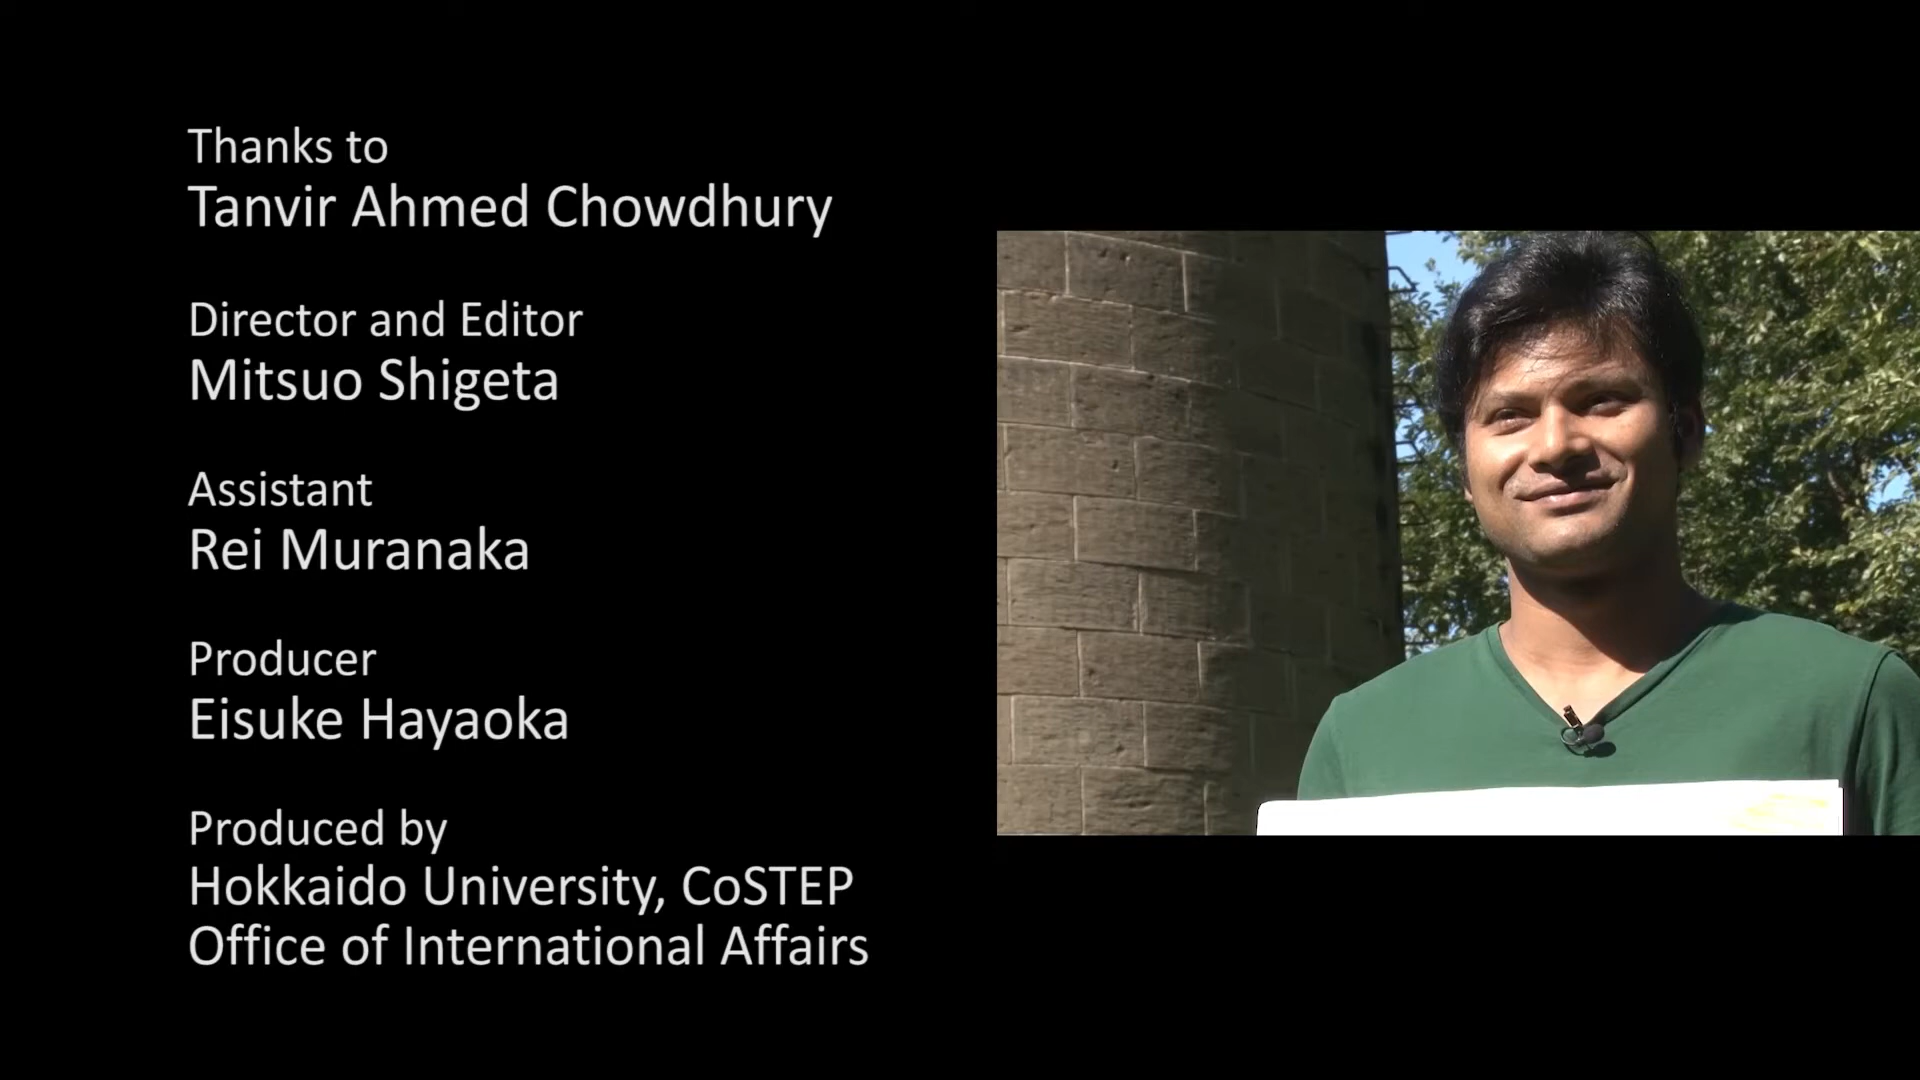 Thanks to
Tanvir Ahmed Chowdhury
Director and Editor
Mitsuo Shigeta
Assistant
Rei Muranaka
Producer
Eisuke Hayaoka
Produced by
Hokkaido University, CoSTEP
Office of International Affairs